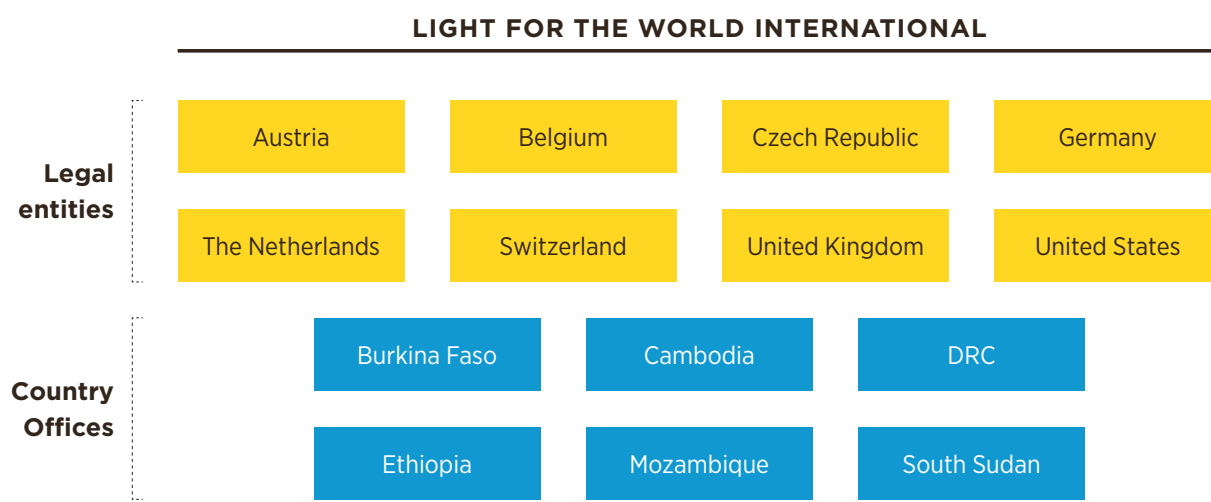 LIGHT FOR THE WORLD INTERNATIONAL
Legal
entities
Austria
Belgium
Czech Republic
Germany
The Netherlands
Switzerland
United Kingdom
United States
Country
Offices
Burkina Faso
Cambodia
DRC
Ethiopia
Mozambique
South Sudan